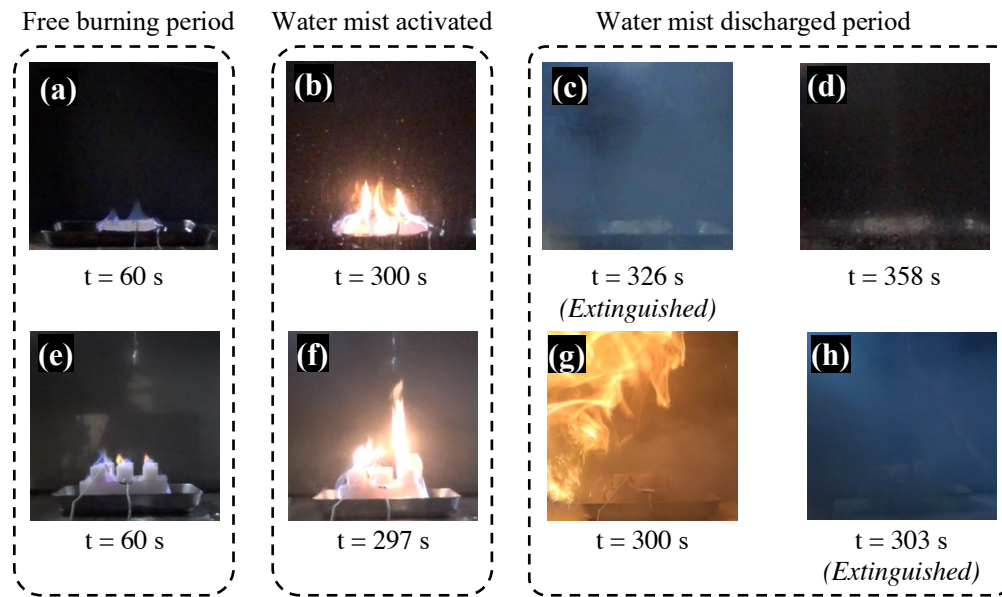 Free burning period
Water mist activated
Water mist discharged period
(a)
(b)
(c)
(d)
t = 60 s
t = 300 s
t = 326 s
t = 358 s
(Extinguished)
(e)
(f)
(g)
(h)
t = 60 s
t = 297 s
t = 300 s
t = 303 s
(Extinguished)